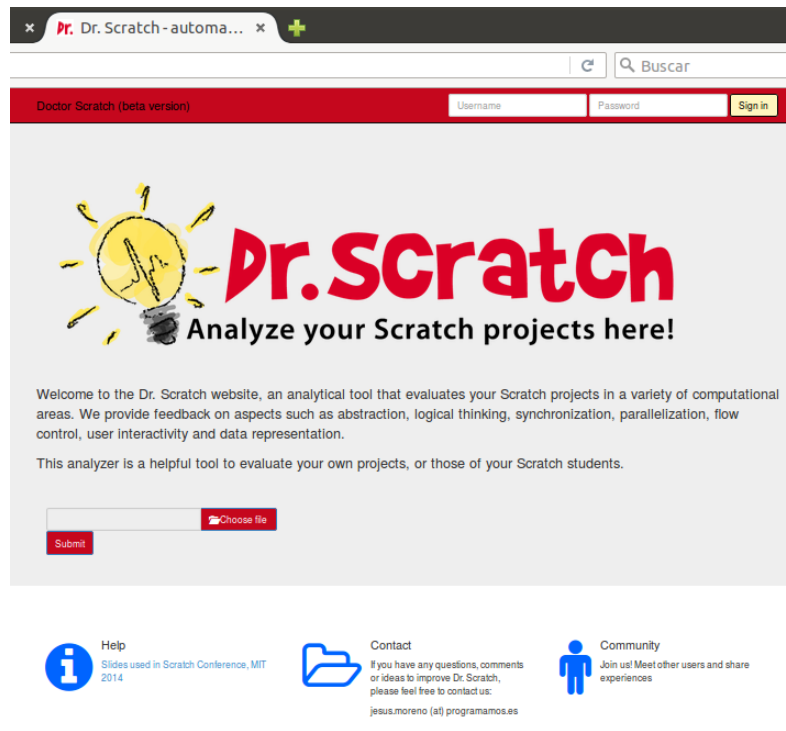 Dr. Dr. Scratch - automa...
Buscar
Doctor Scratch (beta version)
Username
Password
Sign in
Dr.Scratch
Analyze your Scratch projects here!
Welcome to the Dr. Scratch website, an analytical tool that evaluates your Scratch projects in a variety of computational
areas. We provide feedback on aspects such as abstraction, logical thinking, synchronization, parallelization, flow
control, user interactivity and data representation.
This analyzer is a helpful tool to evaluate your own projects, or those of your Scratch students.
Choose file
Submit
Help
Slides used in Scratch Conference, MIT
2014
Contact
If you have any questions, comments
or ideas to improve Dr. Scratch,
please feel free to contact us:
jesus.moreno (at) programamos.es
Community
Join us! Meet other users and share
experiences